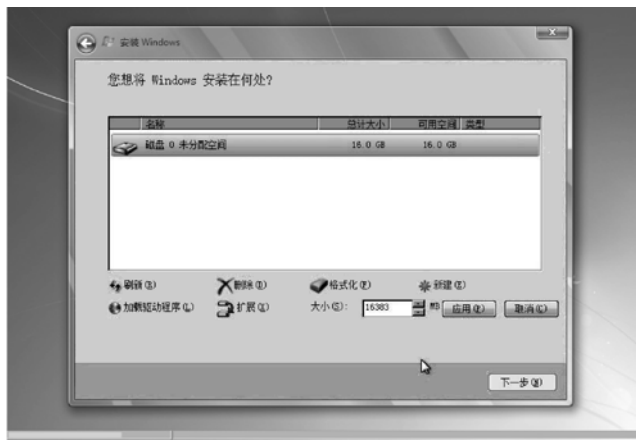 安装 Windows
您想将 Windows 安装在何处?
名称 总计大小 可用空间 类型
磁盘 0 未分配空间 16.0 GB 16.0 GB
刷新(R) 删除(D) 格式化(F) 新建(E)
加载驱动程序(L) 扩展(X) 大小(S): 16383 MB 应用(P) 取消(C)
下一步(N)